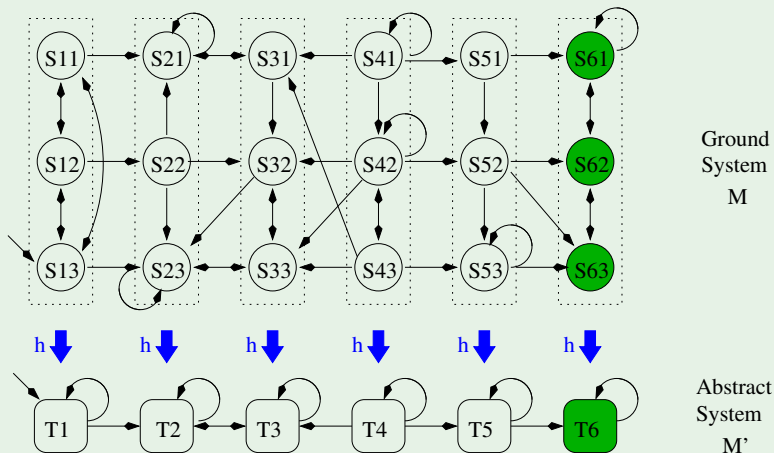 S11 S21 S31 S41 S51 S61
Ground
System
M
S12 S22 S32 S42 S52 S62
S13 S23 S33 S43 S53 S63
h h h h h h
T1 T2 T3 T4 T5 T6
Abstract
System
M'